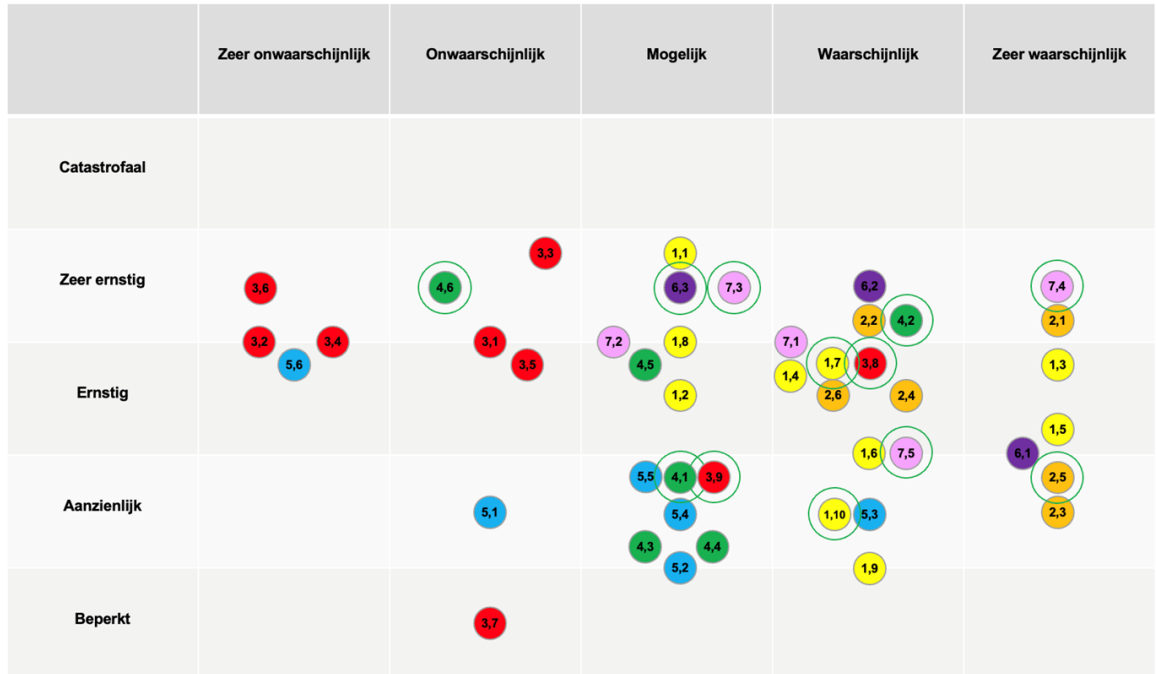 Zeer onwaarschijnlijk Onwaarschijnlijk Mogelijk Waarschijnlijk Zeer waarschijnlijk
Catastrofaal
3,3 1,1
Zeer ernstig 3,6 4,6 6,3 7,3 6,2 7,4
2,2 4,2 2,1
3,2 3,4 3,1 7,2 1,8 7,1
5,6 3,5 4,5 1,7 3,8 1,3
1,4
Ernstig 1,2 2,6 2,4
1,5
1,6 7,5 6,1
5,5 4,1 3,9 2,5
Aanzienlijk 5,1 5,4 1,10 5,3 2,3
4,3 4,4
5,2 1,9
Beperkt 3,7